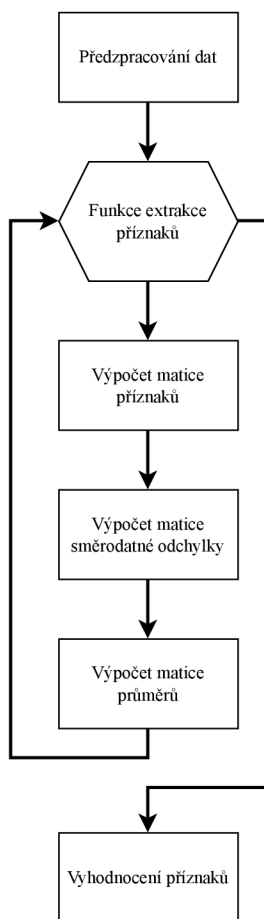 Předzpracování dat
Funkce extrakce
příznaků
Výpočet matice
příznaků
Výpočet matice
směrodatné odchylky
Výpočet matice
průměrů
Vyhodnocení příznaků